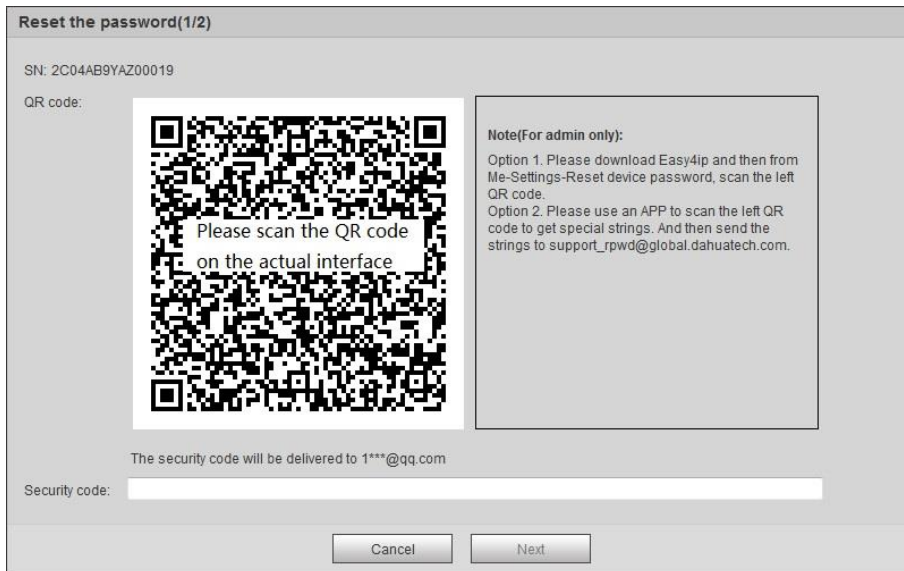 Reset the password(1/2)
SN: 2C04AB9YAZ00019
QR code:
Please scan the QR code
on the actual interface
Note(For admin only):
Option 1. Please download Easy4ip and then from
Me-Settings-Reset device password, scan the left
QR code.
Option 2. Please use an APP to scan the left QR
code to get special strings. And then send the
strings to support_rpwd@global.dahuatech.com.
The security code will be delivered to 1***@qq.com
Security code:
Cancel
Next